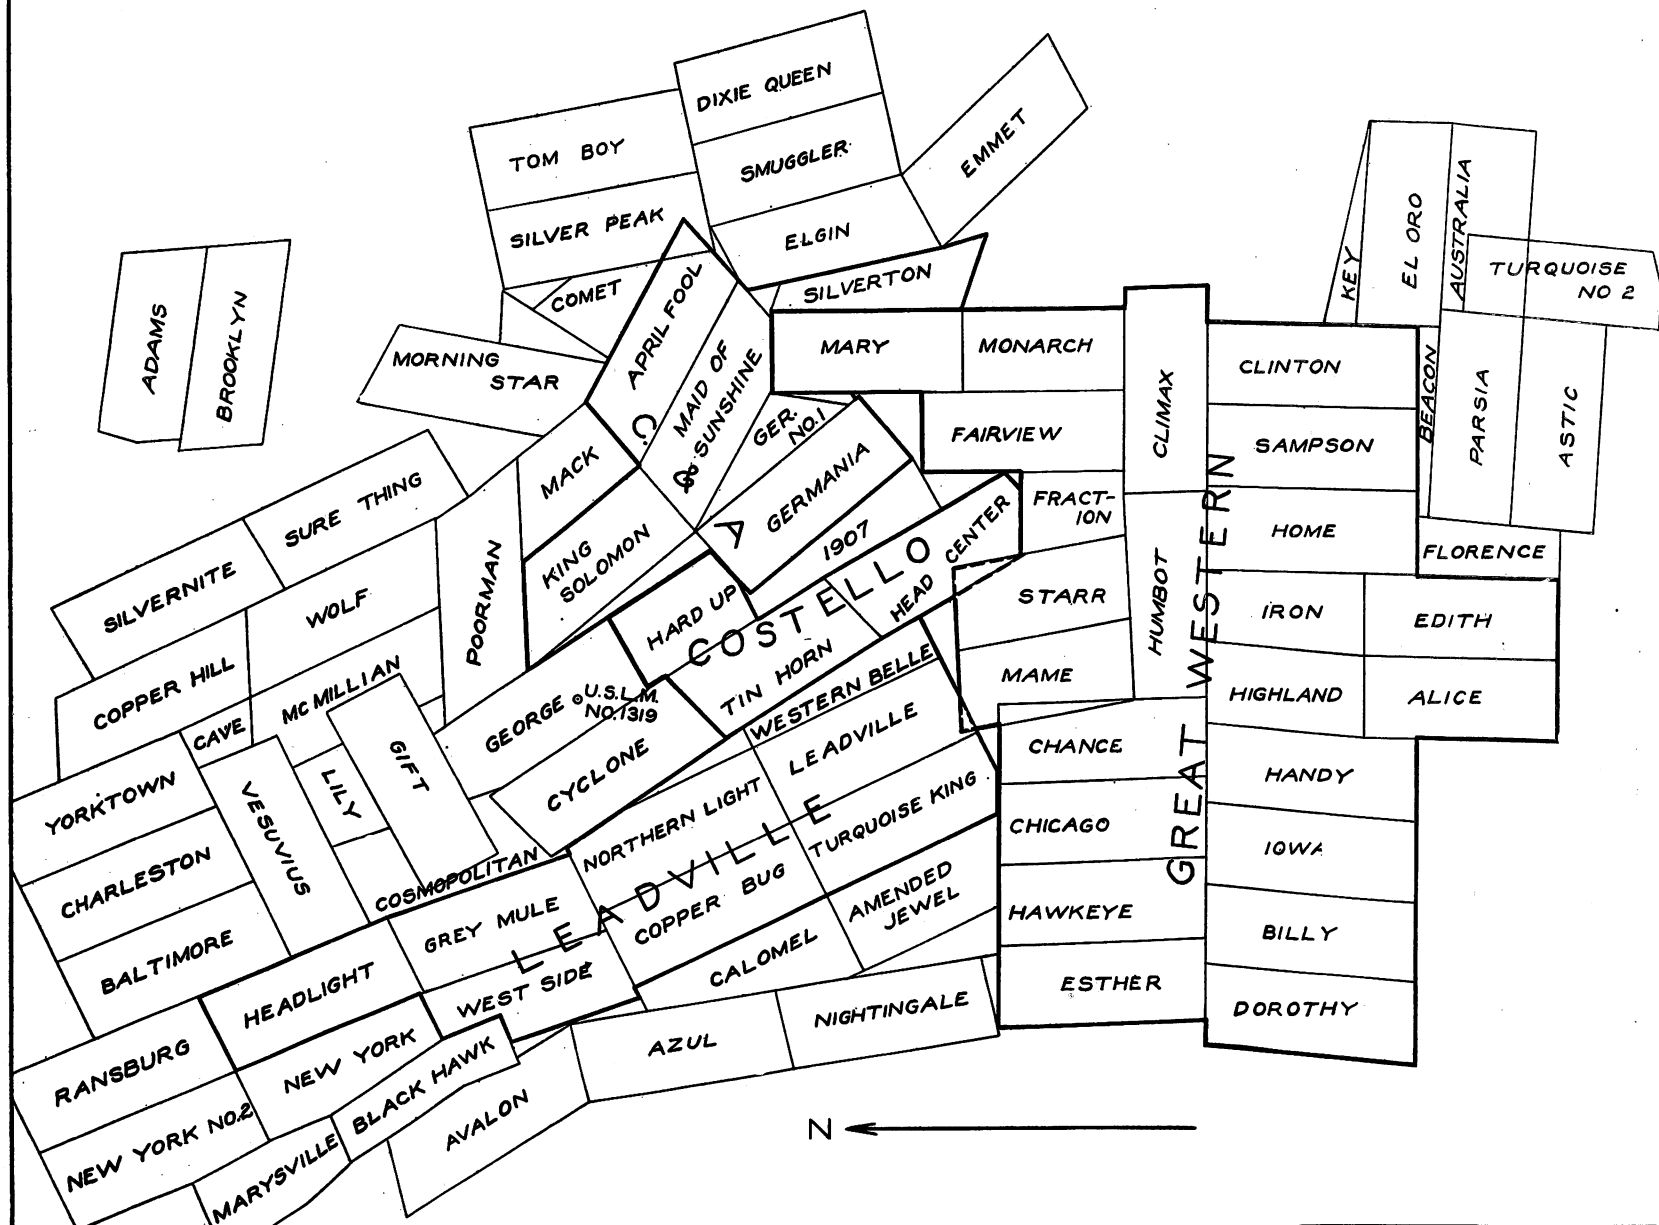 DIXIE QUEEN
TOM BOY
SMUGGLER
EMMET
SILVER PEAK
ELGIN
SILVERTON
COMET
APRIL FOOL
ADAMS
BROOKLYN
MORNING
STAR
MAID OF
SUNSHINE
MARY
MONARCH
CLIMAX
CLINTON
KEY
EL ORO
AUSTRALIA
TURQUOISE
NO 2
BEACON
PARSIA
ASTIC
GER.
NO.1
FAIRVIEW
SAMPSON
MACK
GERMANIA
1907
A
&
C
SURE THING
SILVERNITE
WOLF
POORMAN
KING
SOLOMON
HARD UP
COSTELLO
HEAD CENTER
FRACT-
ION
HOME
FLORENCE
STARR
HUMBOT
IRON
EDITH
MAME
HIGHLAND
ALICE
GREAT WESTERN
COPPER HILL
CAVE
MCMILLIAN
GEORGE
U.S.L.M.
NO.1319
TIN HORN
WESTERN BELLE
GIFT
LILY
CYCLONE
LEADVILLE
CHANCE
HANDY
YORKTOWN
VESUVIUS
NORTHERN LIGHT
TURQUOISE KING
CHICAGO
IOWA
CHARLESTON
COSMOPOLITAN
GREY MULE
LEADVILLE
COPPER BUG
AMENDED
JEWEL
HAWKEYE
BILLY
BALTIMORE
HEADLIGHT
WEST SIDE
CALOMEL
ESTHER
DOROTHY
RANSBURG
NEW YORK
BLACK HAWK
AZUL
NIGHTINGALE
NEW YORK NO.2
MARYSVILLE
AVALON
N